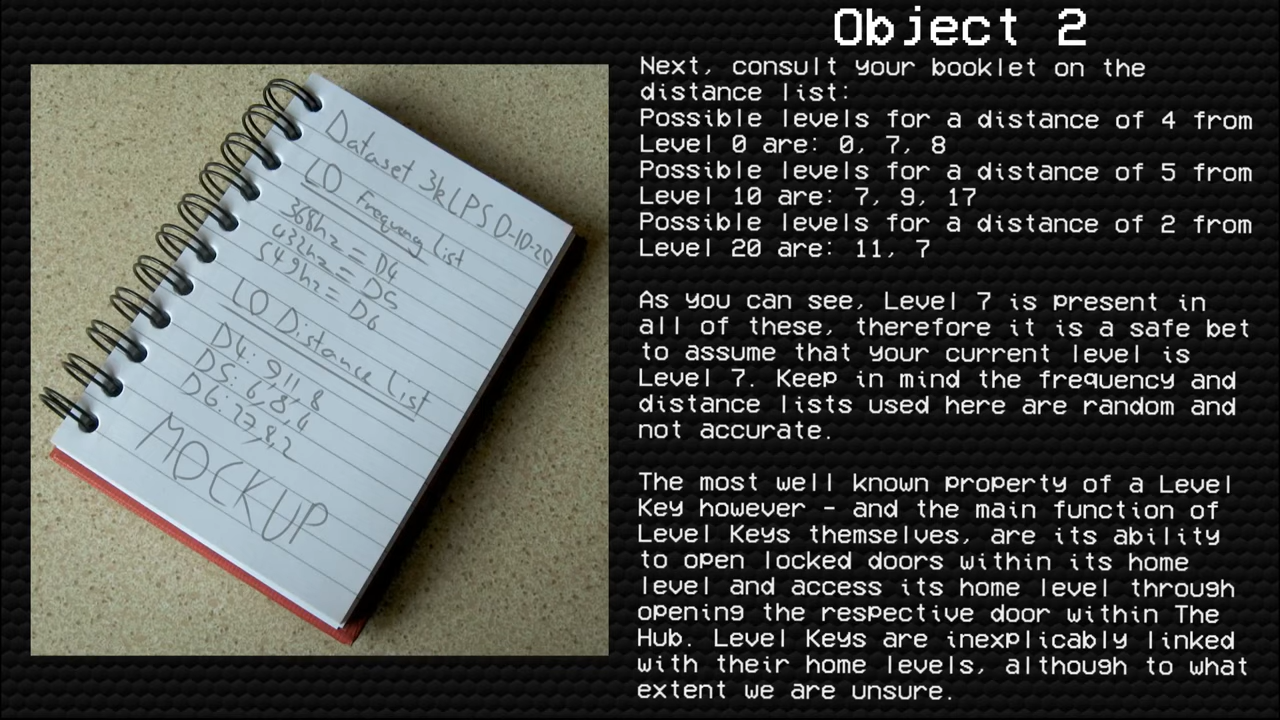 Object 2
Dataset 3kLPS D-10-20
L0 Frequency list
368hz = D4
432hz = D5
549hz = D6
L0 Distance List
D4: 9,11,8
D5: 6,8,4
D6: 27,8,2
MOCKUP
Next, consult your booklet on the
distance list:
Possible levels for a distance of 4 from
Level 0 are: 0, 7, 8
Possible levels for a distance of 5 from
Level 10 are: 7, 9, 17
Possible levels for a distance of 2 from
Level 20 are: 11, 7
As you can see, Level 7 is present in
all of these, therefore it is a safe bet
to assume that your current level is
Level 7. Keep in mind the frequency and
distance lists used here are random and
not accurate.
The most well known property of a Level
Key however - and the main function of
Level Keys themselves, are its ability
to open locked doors within its home
level and access its home level through
opening the respective door within The
Hub. Level Keys are inexplicably linked
with their home levels, although to what
extent we are unsure.